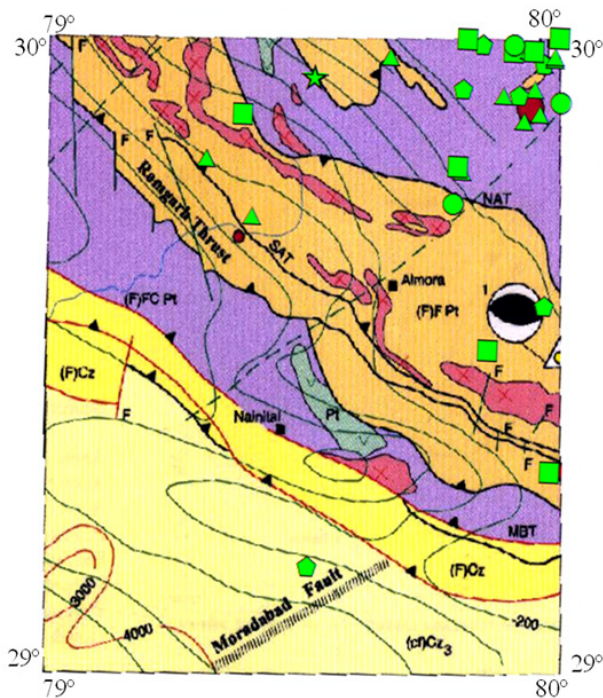 79°
80°
30°
30°
F
F
F
Ramgarh Thrust
NAT
SAT
Almora
(F)F Pt
1
(F)FC Pt
(F)Cz
F
F
F
F
F
Nainital
Pt
MBT
(F)Cz
3000
4000
-200
Moradabad Fault
(cf)Cz3
29°
29°
79°
80°